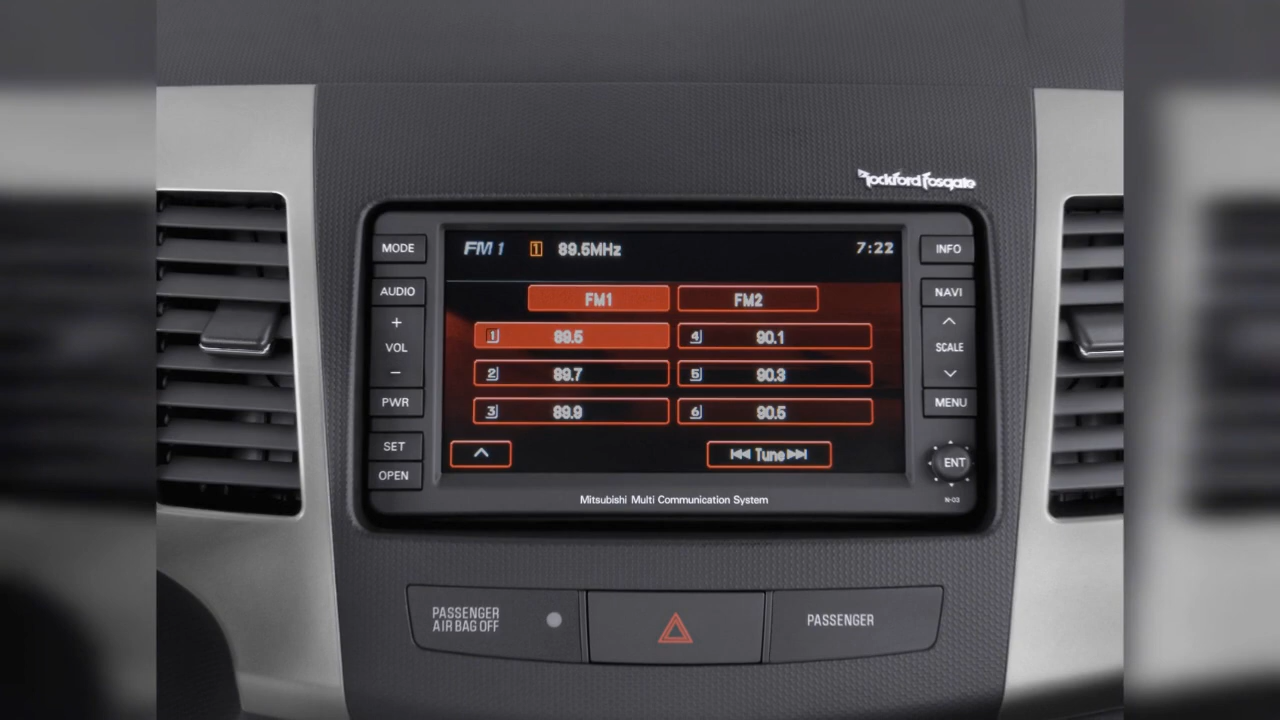 Rockford Fosgate
MODE
FM 1 1 89.5MHz 7:22
INFO
AUDIO
FM1 FM2
NAVI
+
VOL
−
1 89.5 4 90.1
2 89.7 5 90.3
3 89.9 6 90.5
SCALE
PWR
MENU
SET
Tune
ENT
OPEN
Mitsubishi Multi Communication System
N-03
PASSENGER
AIR BAG OFF
PASSENGER